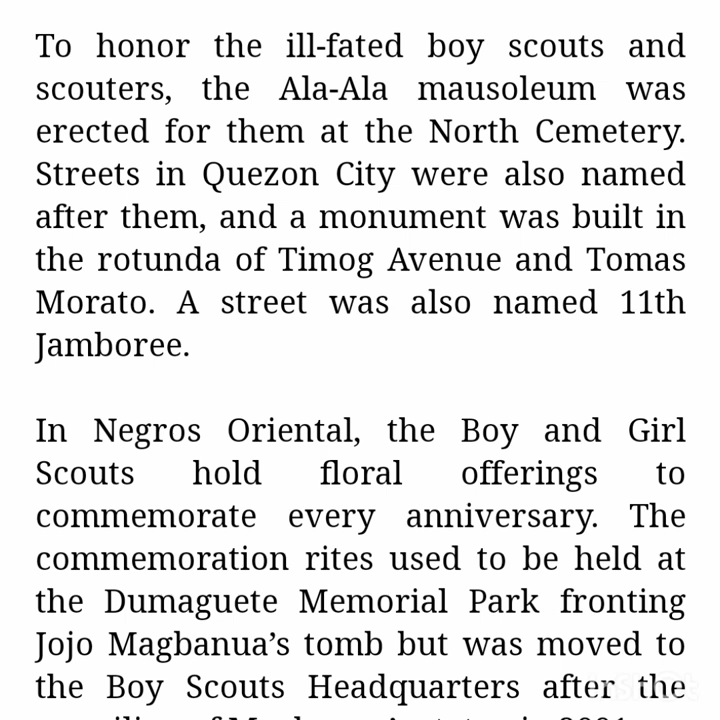 To honor the ill-fated boy scouts and
scouters, the Ala-Ala mausoleum was
erected for them at the North Cemetery.
Streets in Quezon City were also named
after them, and a monument was built in
the rotunda of Timog Avenue and Tomas
Morato. A street was also named 11th
Jamboree.
In Negros Oriental, the Boy and Girl
Scouts hold floral offerings to
commemorate every anniversary. The
commemoration rites used to be held at
the Dumaguete Memorial Park fronting
Jojo Magbanua’s tomb but was moved to
the Boy Scouts Headquarters after the